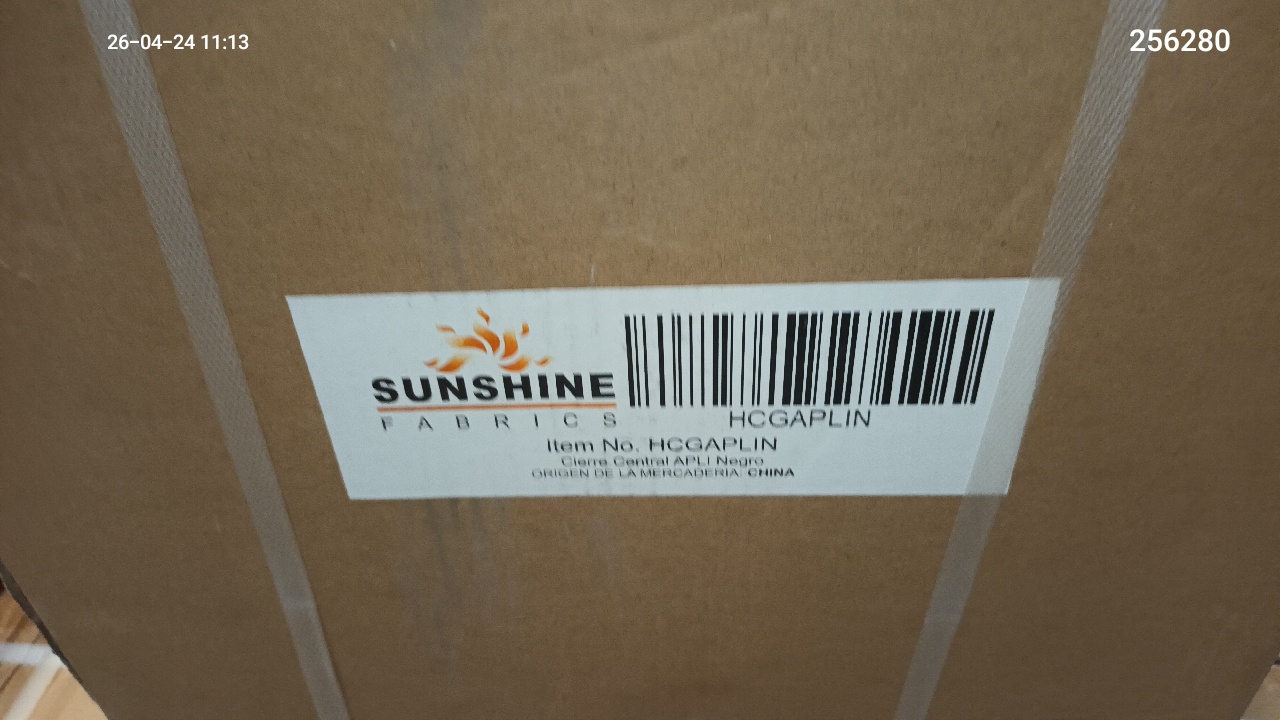 26-04-24 11:13
256280
SUNSHINE
FABRICS
HCGAPLIN
Item No. HCGAPLIN
Cierre Central APLI Negro
ORIGEN DE LA MERCADERIA: CHINA